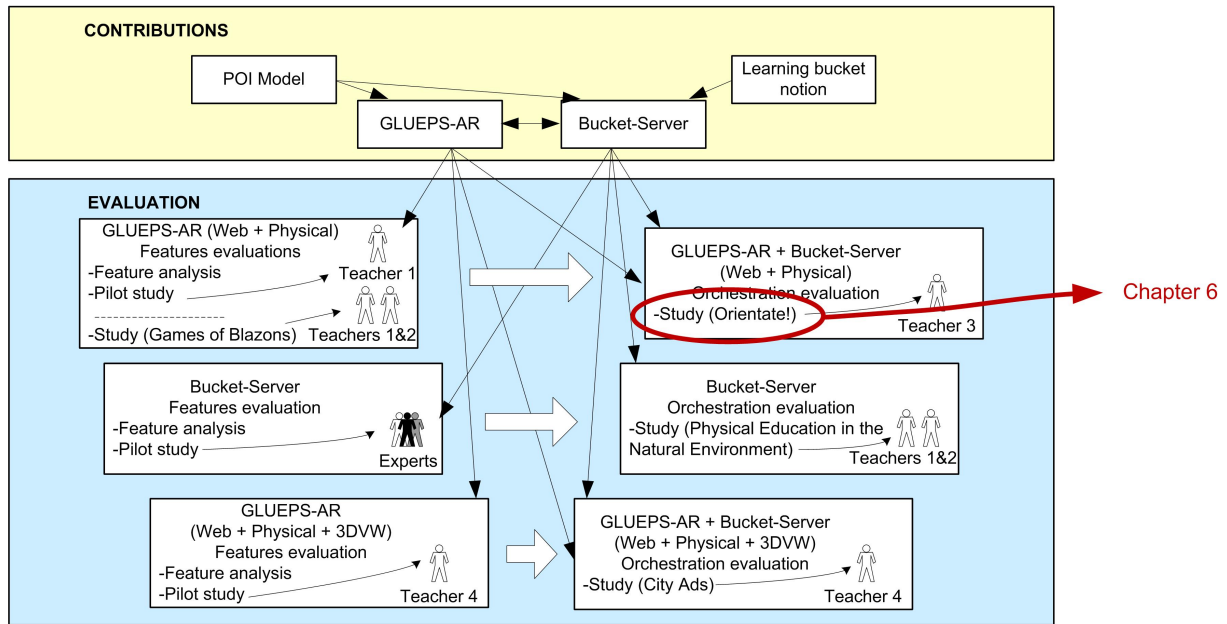 CONTRIBUTIONS
POI Model
Learning bucket
notion
GLUEPS-AR
Bucket-Server
EVALUATION
GLUEPS-AR (Web + Physical)
Features evaluations
-Feature analysis
-Pilot study
Teacher 1
-----------------------
-Study (Games of Blazons)
Teachers 1&2
GLUEPS-AR + Bucket-Server
(Web + Physical)
Orchestration evaluation
-Study (Orientate!)
Teacher 3
Chapter 6
Bucket-Server
Features evaluation
-Feature analysis
-Pilot study
Experts
Bucket-Server
Orchestration evaluation
-Study (Physical Education in the
Natural Environment)
Teachers 1&2
GLUEPS-AR
(Web + Physical + 3DVW)
Features evaluation
-Feature analysis
-Pilot study
Teacher 4
GLUEPS-AR + Bucket-Server
(Web + Physical + 3DVW)
Orchestration evaluation
-Study (City Ads)
Teacher 4